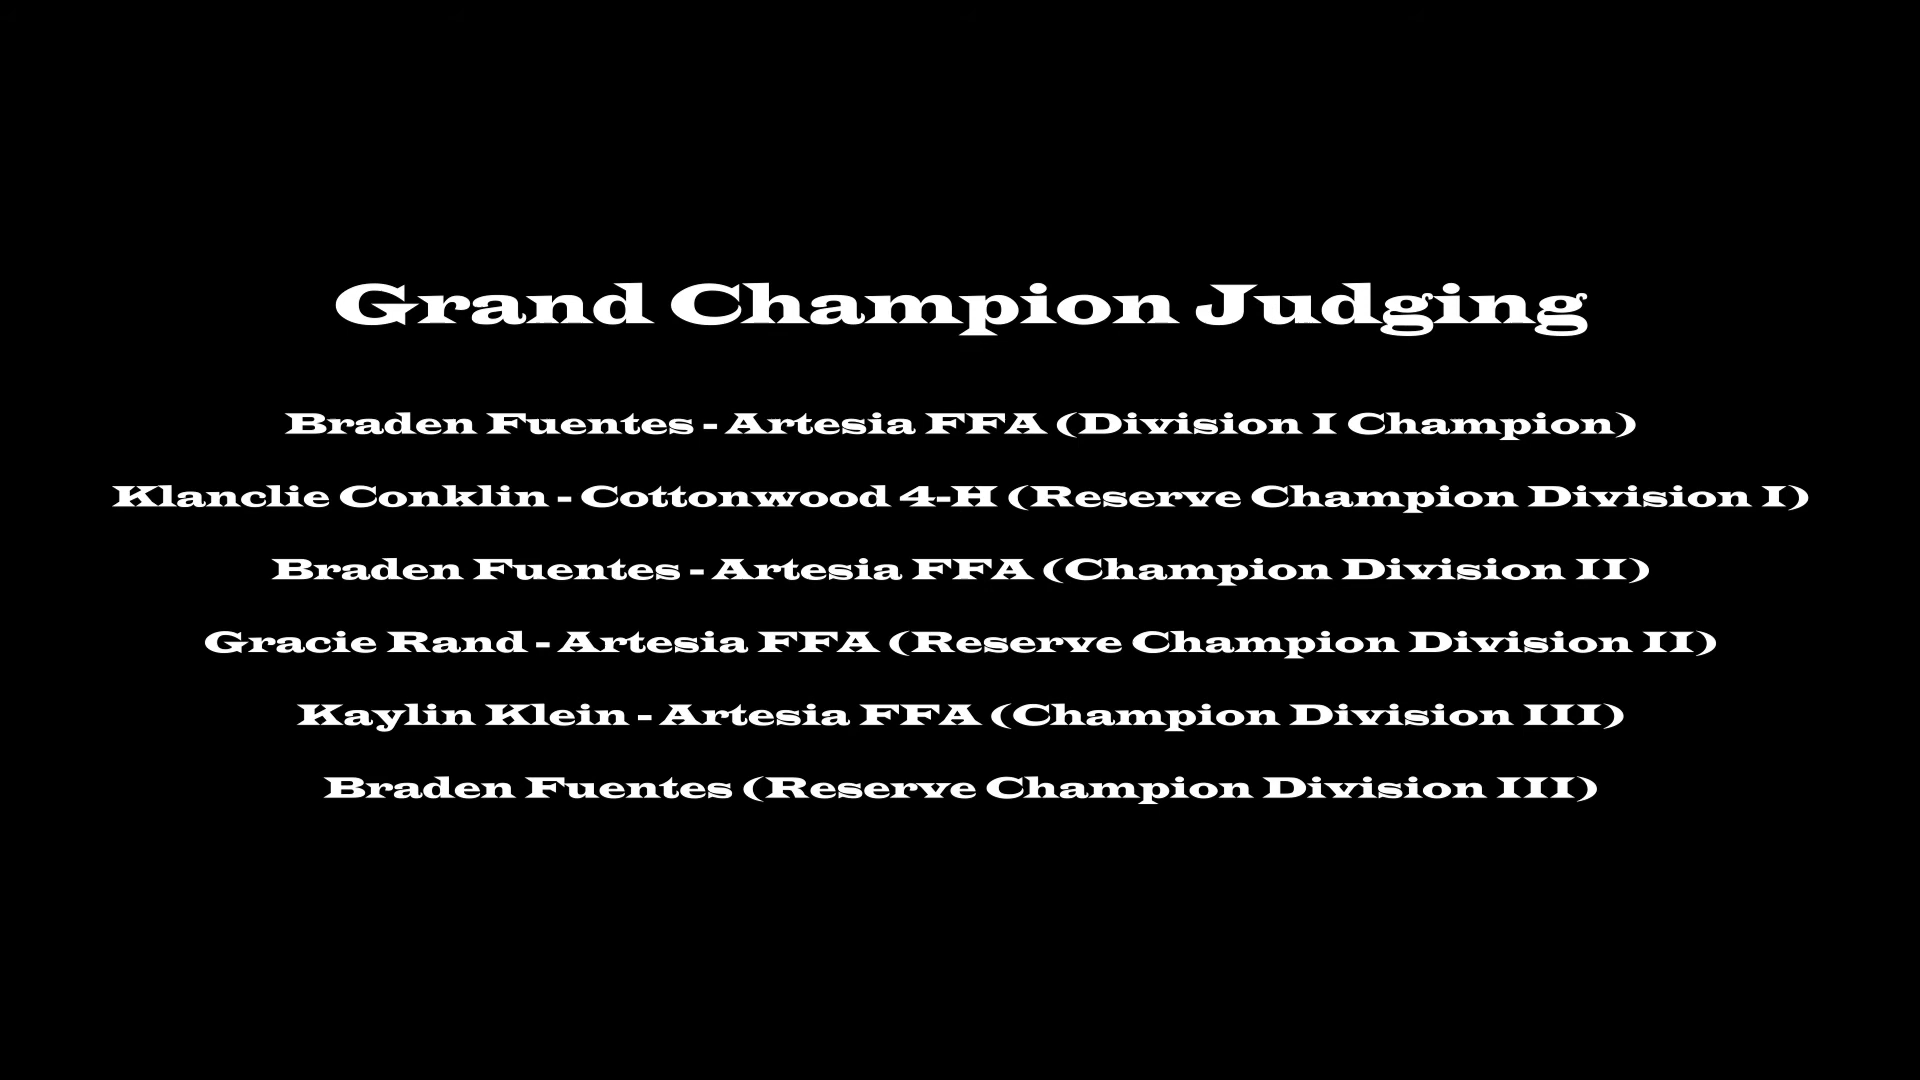 Grand Champion Judging
Braden Fuentes - Artesia FFA (Division I Champion)
Klanclie Conklin - Cottonwood 4-H (Reserve Champion Division I)
Braden Fuentes - Artesia FFA (Champion Division II)
Gracie Rand - Artesia FFA (Reserve Champion Division II)
Kaylin Klein - Artesia FFA (Champion Division III)
Braden Fuentes (Reserve Champion Division III)